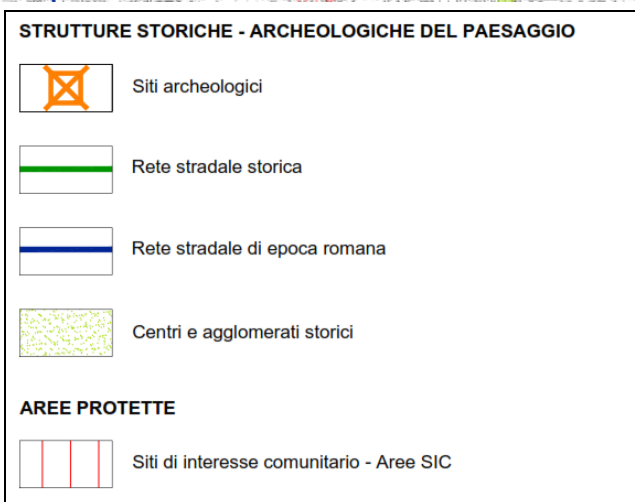 STRUTTURE STORICHE - ARCHEOLOGICHE DEL PAESAGGIO
Siti archeologici
Rete stradale storica
Rete stradale di epoca romana
Centri e agglomerati storici
AREE PROTETTE
Siti di interesse comunitario - Aree SIC